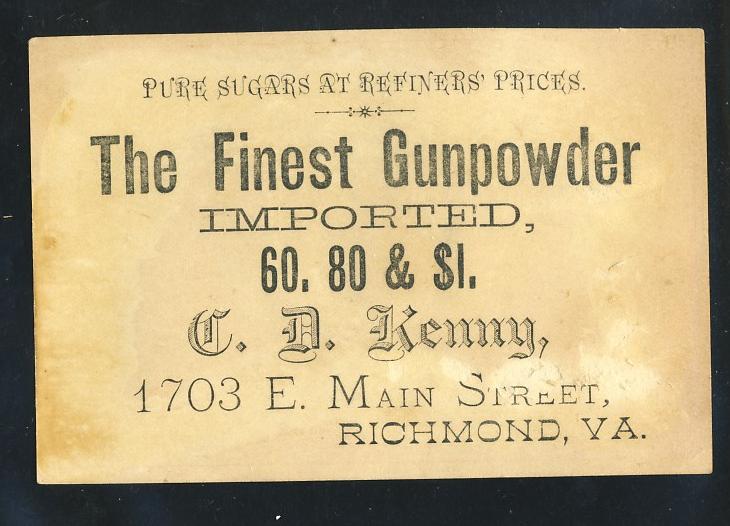 PURE SUGARS AT REFINERS' PRICES.
The Finest Gunpowder
IMPORTED,
60. 80 & $1.
C. D. Kenny,
1703 E. MAIN STREET,
RICHMOND, VA.